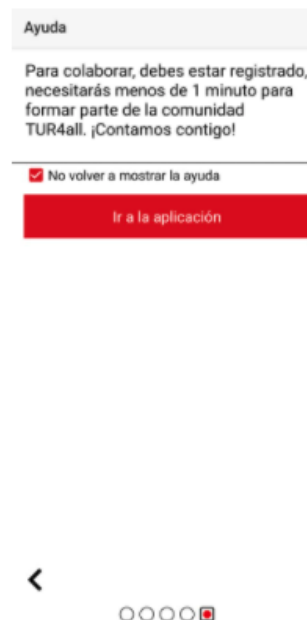 Ayuda
Para colaborar, debes estar registrado,
necesitarás menos de 1 minuto para
formar parte de la comunidad
TUR4all. ¡Contamos contigo!
No volver a mostrar la ayuda
Ir a la aplicación